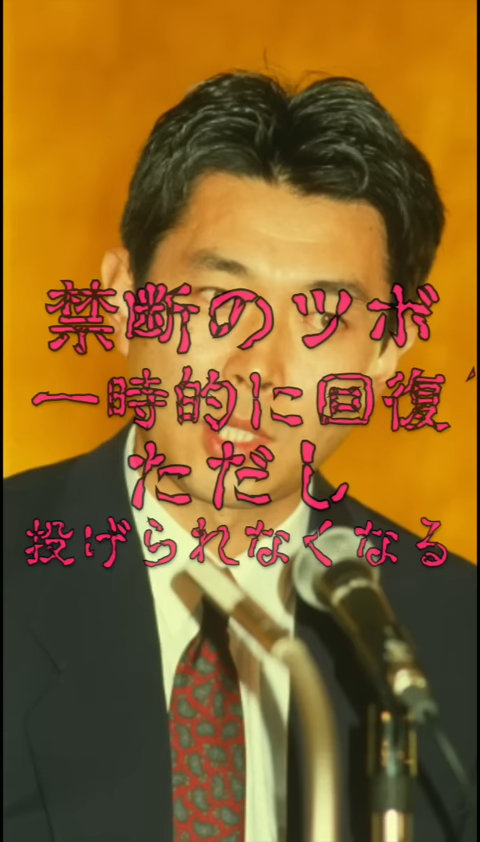 禁断のツボ
一時的に回復
ただし
投げられなくなる